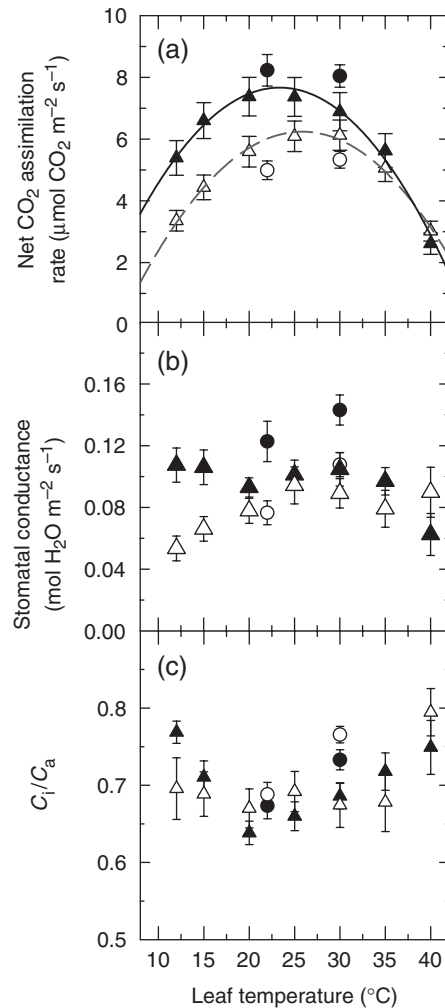 (a)
10
8
6
4
2
0
Net CO₂ assimilation
rate (μmol CO₂ m⁻² s⁻¹)
(b)
0.16
0.12
0.08
0.04
0.00
Stomatal conductance
(mol H₂O m⁻² s⁻¹)
(c)
0.8
0.7
0.6
0.5
Cᵢ/Cₐ
10 15 20 25 30 35 40
Leaf temperature (°C)